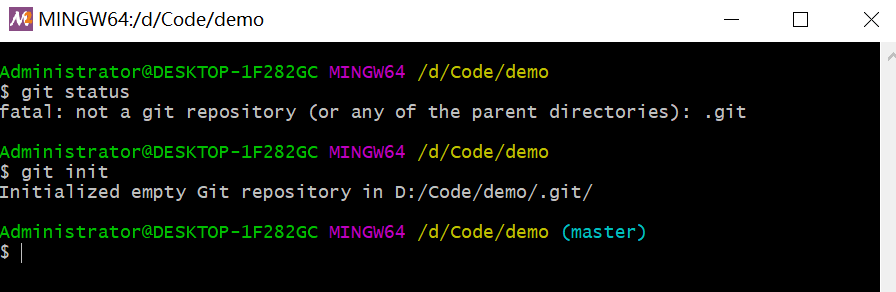 MINGW64:/d/Code/demo
Administrator@DESKTOP-1F282GC MINGW64 /d/Code/demo
$ git status
fatal: not a git repository (or any of the parent directories): .git
Administrator@DESKTOP-1F282GC MINGW64 /d/Code/demo
$ git init
Initialized empty Git repository in D:/Code/demo/.git/
Administrator@DESKTOP-1F282GC MINGW64 /d/Code/demo (master)
$